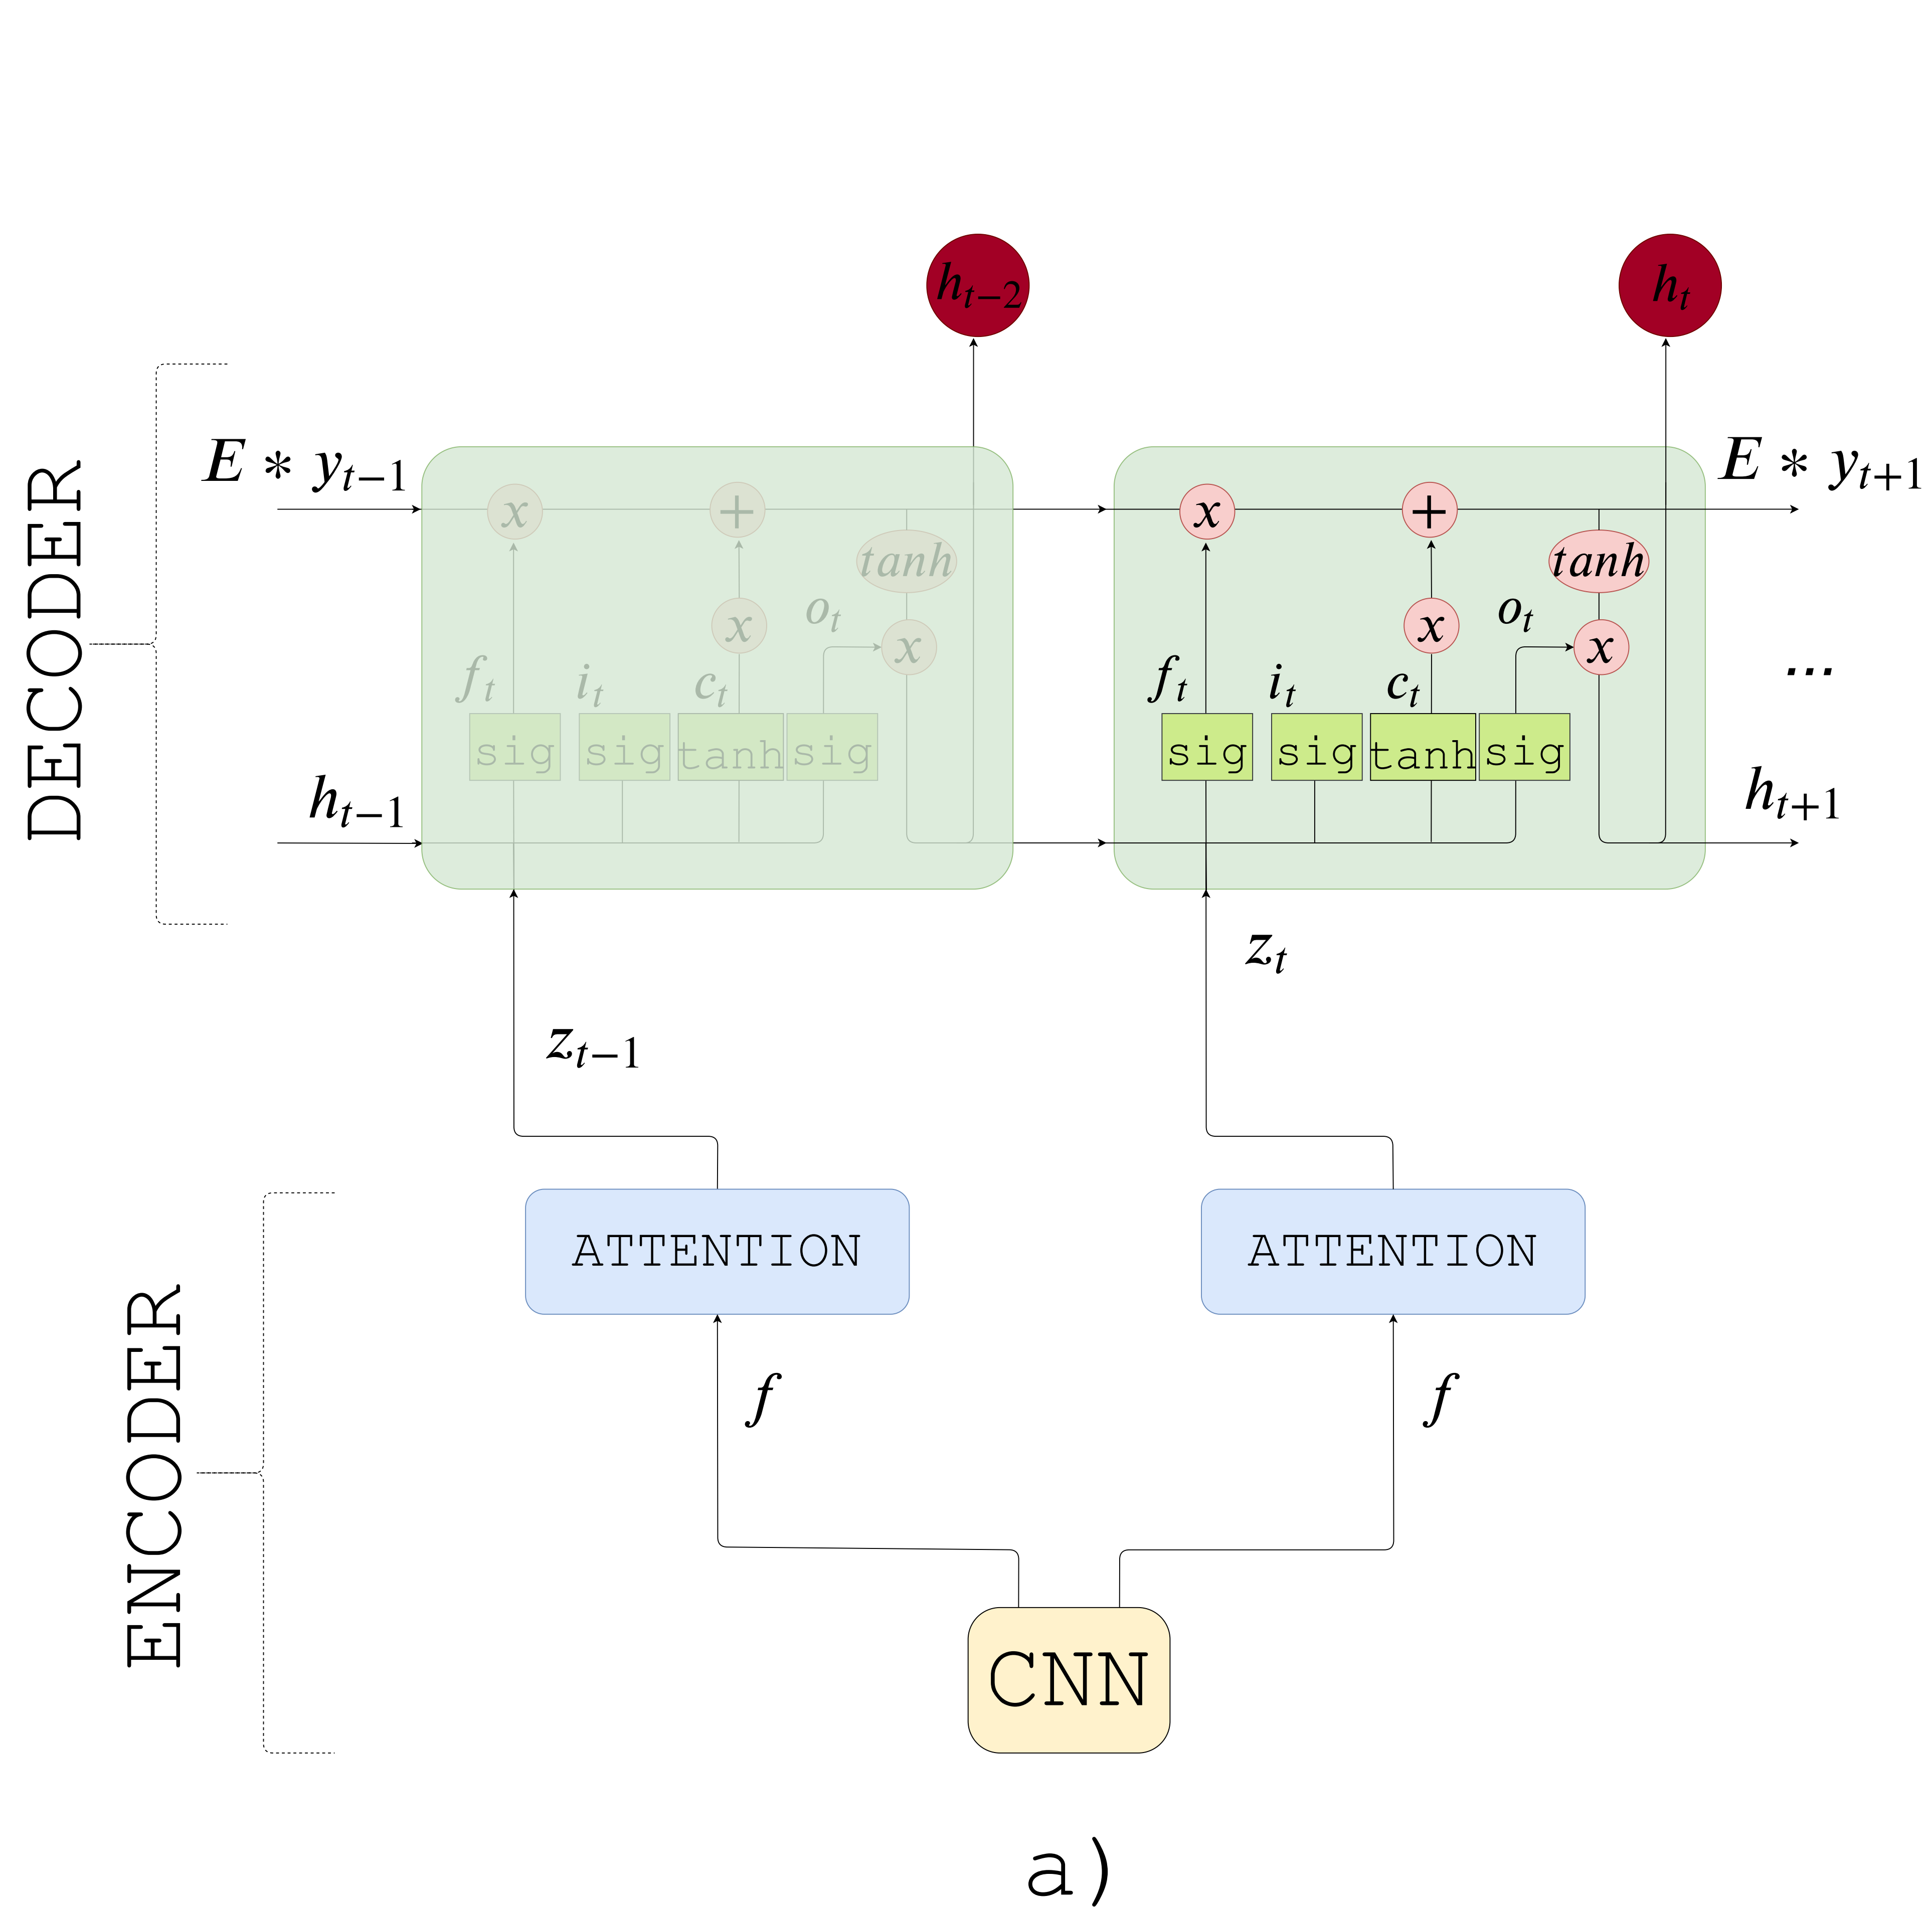 h_{t-2}
h_t
DECODER
E * y_{t-1}
x
+
tanh
x
o_t
x
f_t
i_t
c_t
sig
sig
tanh
sig
h_{t-1}
x
+
tanh
x
o_t
x
f_t
i_t
c_t
sig
sig
tanh
sig
E * y_{t+1}
...
h_{t+1}
z_{t-1}
z_t
ENCODER
ATTENTION
ATTENTION
f
f
CNN
a)